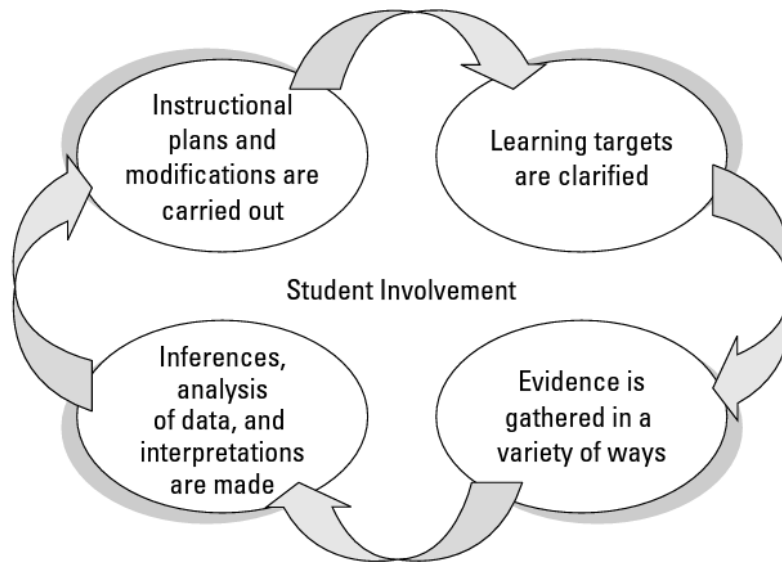 Instructional
plans and
modifications are
carried out
Learning targets
are clarified
Student Involvement
Inferences,
analysis
of data, and
interpretations
are made
Evidence is
gathered in a
variety of ways